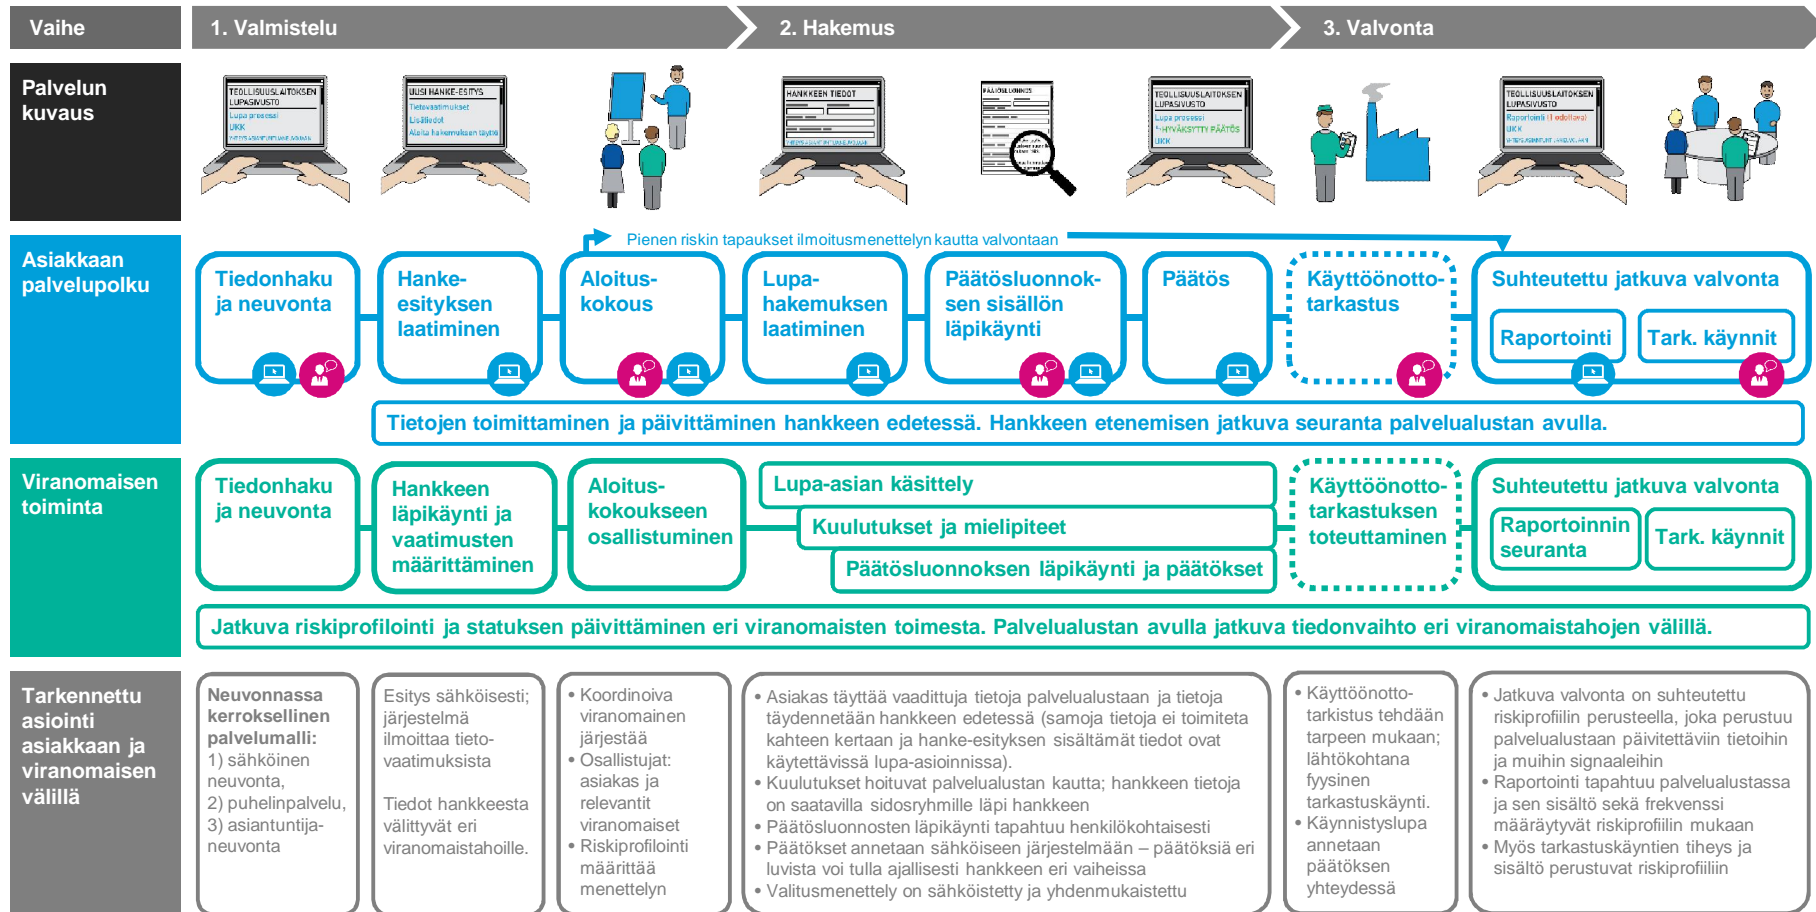 Vaihe
1. Valmistelu
2. Hakemus
3. Valvonta
Palvelun
kuvaus
TEOLLISUUSLAITOKSEN
LUPASIVUSTO
Lupa prosessi
UKK
UUSI HANKE-ESITYS
Tietovaatimukset
Lisätiedot
Aloita hakemuksen täyttö
HANKKEEN TIEDOT
PÄÄTÖSLUONNOS
TEOLLISUUSLAITOKSEN
LUPASIVUSTO
Lupa prosessi
HYVÄKSYTTY PÄÄTÖS
UKK
TEOLLISUUSLAITOKSEN
LUPASIVUSTO
Raportointi (1 odottava)
UKK
Asiakkaan
palvelupolku
Pienen riskin tapaukset ilmoitusmenettelyn kautta valvontaan
Tiedonhaku
ja neuvonta
Hanke-
esityksen
laatiminen
Aloitus-
kokous
Lupa-
hakemuksen
laatiminen
Päätösluonnok-
sen sisällön
läpikäynti
Päätös
Käyttöönotto-
tarkastus
Suhteutettu jatkuva valvonta
Raportointi
Tark. käynnit
Tietojen toimittaminen ja päivittäminen hankkeen edetessä. Hankkeen etenemisen jatkuva seuranta palvelualustan avulla.
Viranomaisen
toiminta
Tiedonhaku
ja neuvonta
Hankkeen
läpikäynti ja
vaatimusten
määrittäminen
Aloitus-
kokoukseen
osallistuminen
Lupa-asian käsittely
Kuulutukset ja mielipiteet
Päätösluonnoksen läpikäynti ja päätökset
Käyttöönotto-
tarkastuksen
toteuttaminen
Suhteutettu jatkuva valvonta
Raportoinnin
seuranta
Tark. käynnit
Jatkuva riskiprofilointi ja statuksen päivittäminen eri viranomaisten toimesta. Palvelualustan avulla jatkuva tiedonvaihto eri viranomaistahojen välillä.
Tarkennettu
asiointi
asiakkaan ja
viranomaisen
välillä
Neuvonnassa
kerroksellinen
palvelumalli:
1) sähköinen
neuvonta,
2) puhelinpalvelu,
3) asiantuntija-
neuvonta
Esitys sähköisesti;
järjestelmä
ilmoittaa tieto-
vaatimuksista
Tiedot hankkeesta
välittyvät eri
viranomaistahoille.
• Koordinoiva
viranomainen
järjestää
• Osallistujat:
asiakas ja
relevantit
viranomaiset
• Riskiprofilointi
määrittää
menettelyn
• Asiakas täyttää vaadittuja tietoja palvelualustaan ja tietoja
täydennetään hankkeen edetessä (samoja tietoja ei toimiteta
kahteen kertaan ja hanke-esityksen sisältämät tiedot ovat
käytettävissä lupa-asioinnissa).
• Kuulutukset hoituvat palvelualustan kautta; hankkeen tietoja
on saatavilla sidosryhmille läpi hankkeen
• Päätösluonnosten läpikäynti tapahtuu henkilökohtaisesti
• Päätökset annetaan sähköiseen järjestelmään – päätöksiä eri
luvista voi tulla ajallisesti hankkeen eri vaiheissa
• Valitusmenettely on sähköistetty ja yhdenmukaistettu
• Käyttöönotto-
tarkistus tehdään
tarpeen mukaan;
lähtökohtana
fyysinen
tarkastuskäynti.
• Käynnistyslupa
annetaan
päätöksen
yhteydessä
• Jatkuva valvonta on suhteutettu
riskiprofiilin perusteella, joka perustuu
palvelualustaan päivitettäviin tietoihin
ja muihin signaaleihin
• Raportointi tapahtuu palvelualustassa
ja sen sisältö sekä frekvenssi
määräytyvät riskiprofiilin mukaan
• Myös tarkastuskäyntien tiheys ja
sisältö perustuvat riskiprofiiliin